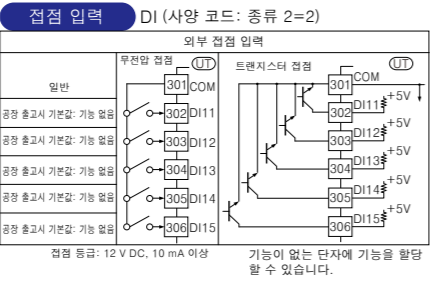 접점 입력 DI (사양 코드: 종류 2=2)
외부 접점 입력
무전압 접점 UT
트랜지스터 접점 UT
일반
301 COM
301 COM
공장 출고시 기본값: 기능 없음
302 DI11
302 DI11 +5V
공장 출고시 기본값: 기능 없음
303 DI12
303 DI12 +5V
공장 출고시 기본값: 기능 없음
304 DI13
304 DI13 +5V
공장 출고시 기본값: 기능 없음
305 DI14
305 DI14 +5V
공장 출고시 기본값: 기능 없음
306 DI15
306 DI15 +5V
접점 등급: 12 V DC, 10 mA 이상
기능이 없는 단자에 기능을 할당
할 수 있습니다.